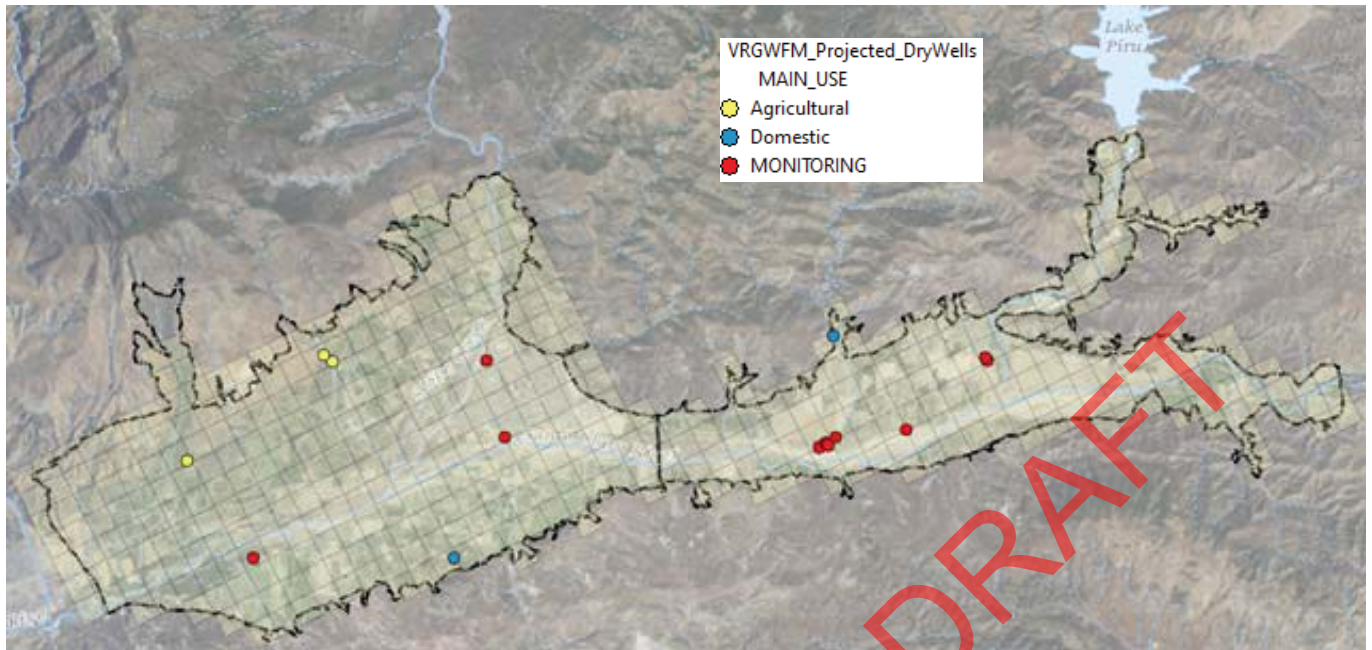 Lake
Piru
VRGWFM_Projected_DryWells
MAIN_USE
Agricultural
Domestic
MONITORING
DRAFT